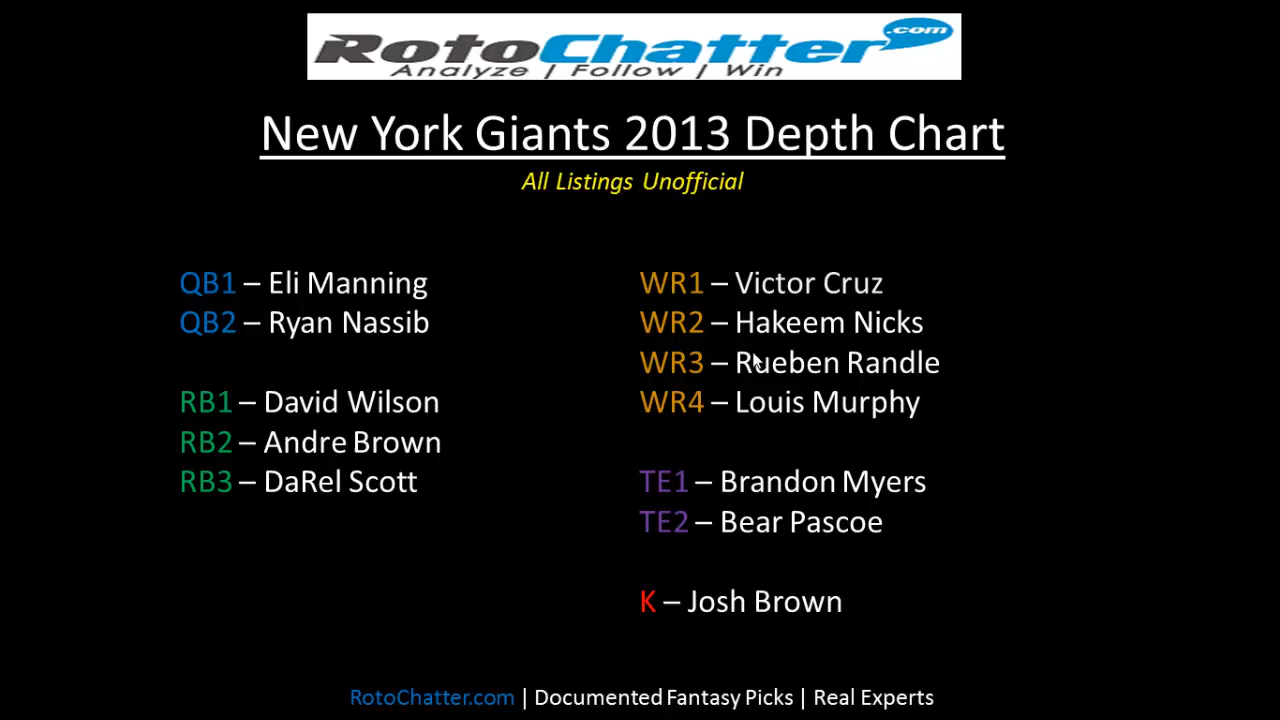 RotoChatter.com
Analyze | Follow | Win
New York Giants 2013 Depth Chart
All Listings Unofficial
QB1 – Eli Manning
QB2 – Ryan Nassib
RB1 – David Wilson
RB2 – Andre Brown
RB3 – DaRel Scott
WR1 – Victor Cruz
WR2 – Hakeem Nicks
WR3 – Rueben Randle
WR4 – Louis Murphy
TE1 – Brandon Myers
TE2 – Bear Pascoe
K – Josh Brown
RotoChatter.com | Documented Fantasy Picks | Real Experts